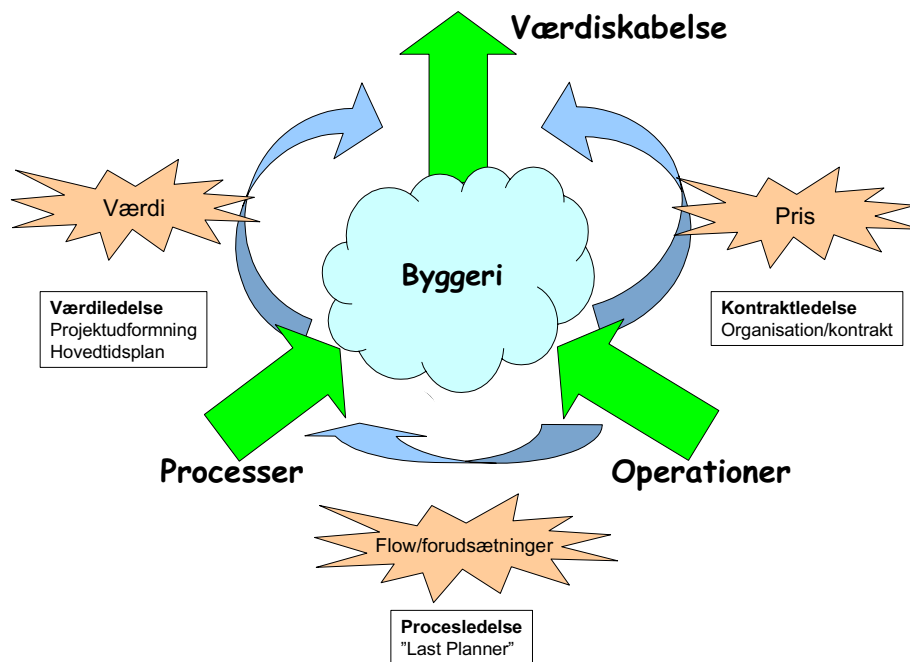 Værdiskabelse
Værdi
Pris
Byggeri
Værdiledelse
Projektudformning
Hovedtidsplan
Kontraktledelse
Organisation/kontrakt
Processer
Operationer
Flow/forudsætninger
Procesledelse
”Last Planner”